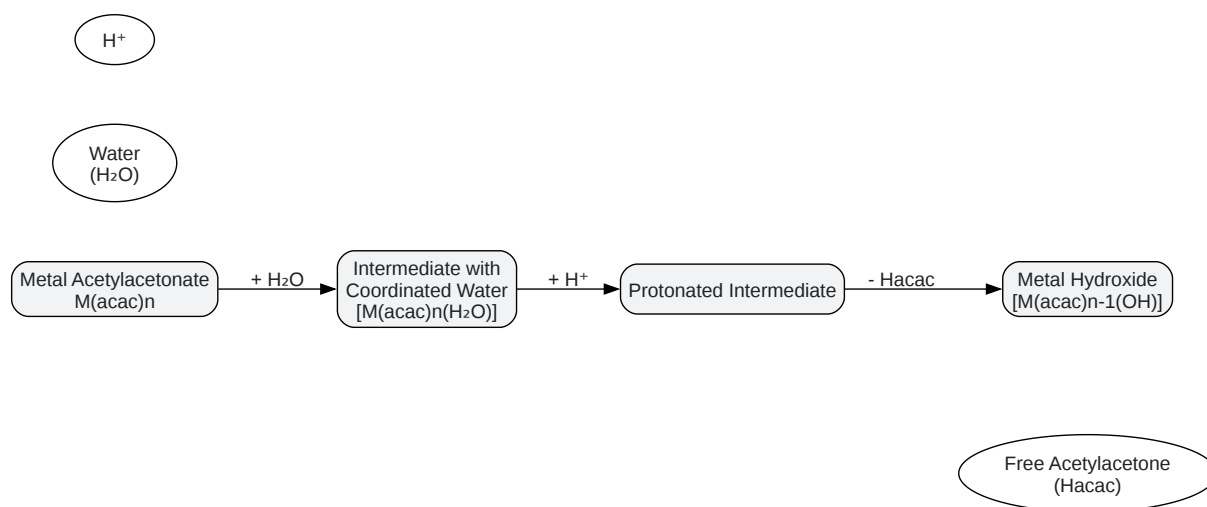 H⁺
Water
(H₂O)
Metal Acetylacetonate
M(acac)n
+ H₂O
Intermediate with
Coordinated Water
[M(acac)n(H₂O)]
+ H⁺
Protonated Intermediate
- Hacac
Metal Hydroxide
[M(acac)n-1(OH)]
Free Acetylacetone
(Hacac)